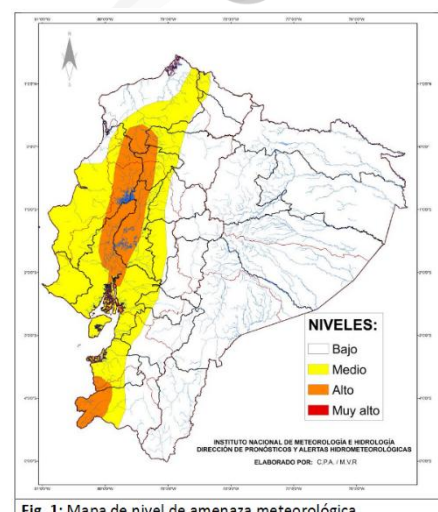 NIVELES:
Bajo
Medio
Alto
Muy alto
INSTITUTO NACIONAL DE METEOROLOGÍA E HIDROLOGÍA
DIRECCIÓN DE PRONÓSTICOS Y ALERTAS HIDROMETEOROLÓGICAS
ELABORADO POR: C.P.A. / M.V.R
Fig. 1: Mapa de nivel de amenaza meteorológica